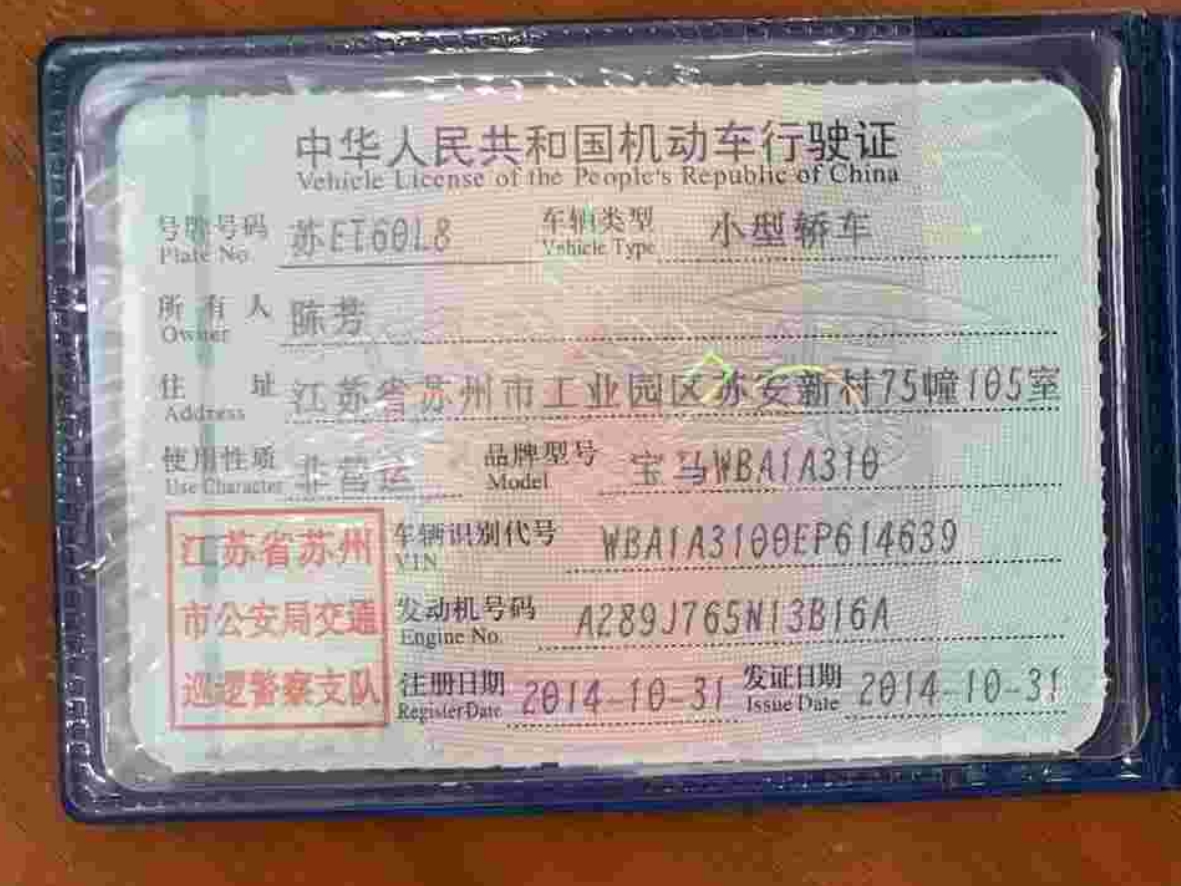 中华人民共和国机动车行驶证
Vehicle License of the People's Republic of China
号牌号码 苏ET60L8 车辆类型 小型轿车
Plate No. Vehicle Type
所有人 陈芳
Owner
住址 江苏省苏州市工业园区苏安新村75幢105室
Address
使用性质 非营运 品牌型号 宝马WBA1A310
Use Character Model
江苏省苏州 车辆识别代号 WBA1A3100EP614639
VIN
市公安局交通 发动机号码 A289J765N13B16A
Engine No.
巡逻警察支队 注册日期 2014-10-31 发证日期 2014-10-31
Register Date Issue Date